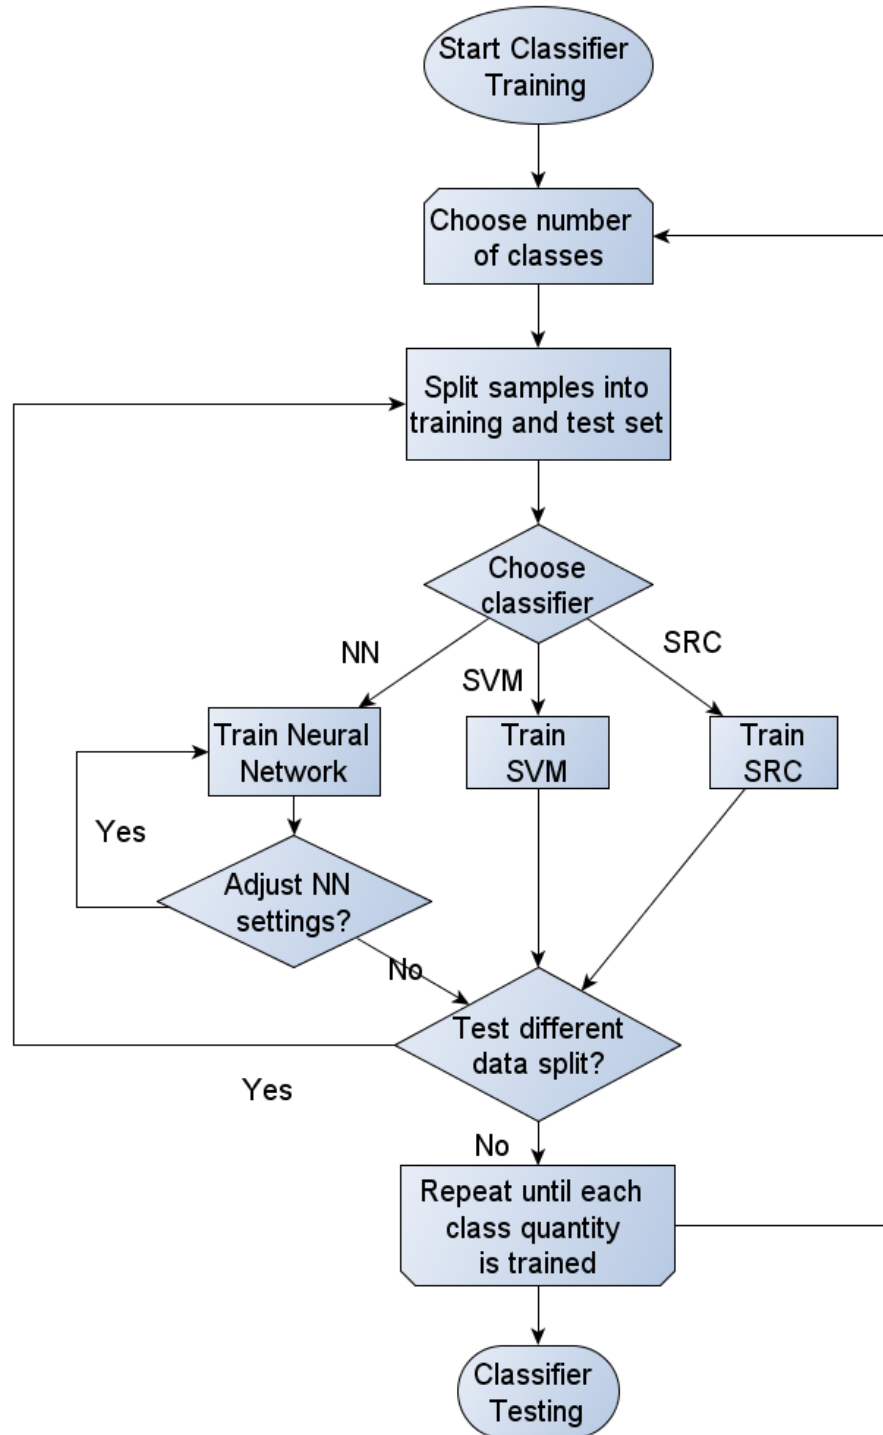 Start Classifier
Training
Choose number
of classes
Split samples into
training and test set
Choose
classifier
NN
SVM
SRC
Train Neural
Network
Train
SVM
Train
SRC
Yes
Adjust NN
settings?
No
Test different
data split?
Yes
No
Repeat until each
class quantity
is trained
Classifier
Testing